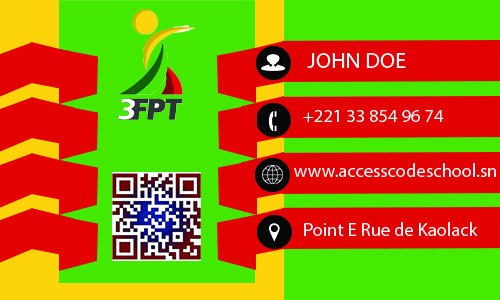 3FPT
JOHN DOE
+221 33 854 96 74
www.accesscodeschool.sn
Point E Rue de Kaolack